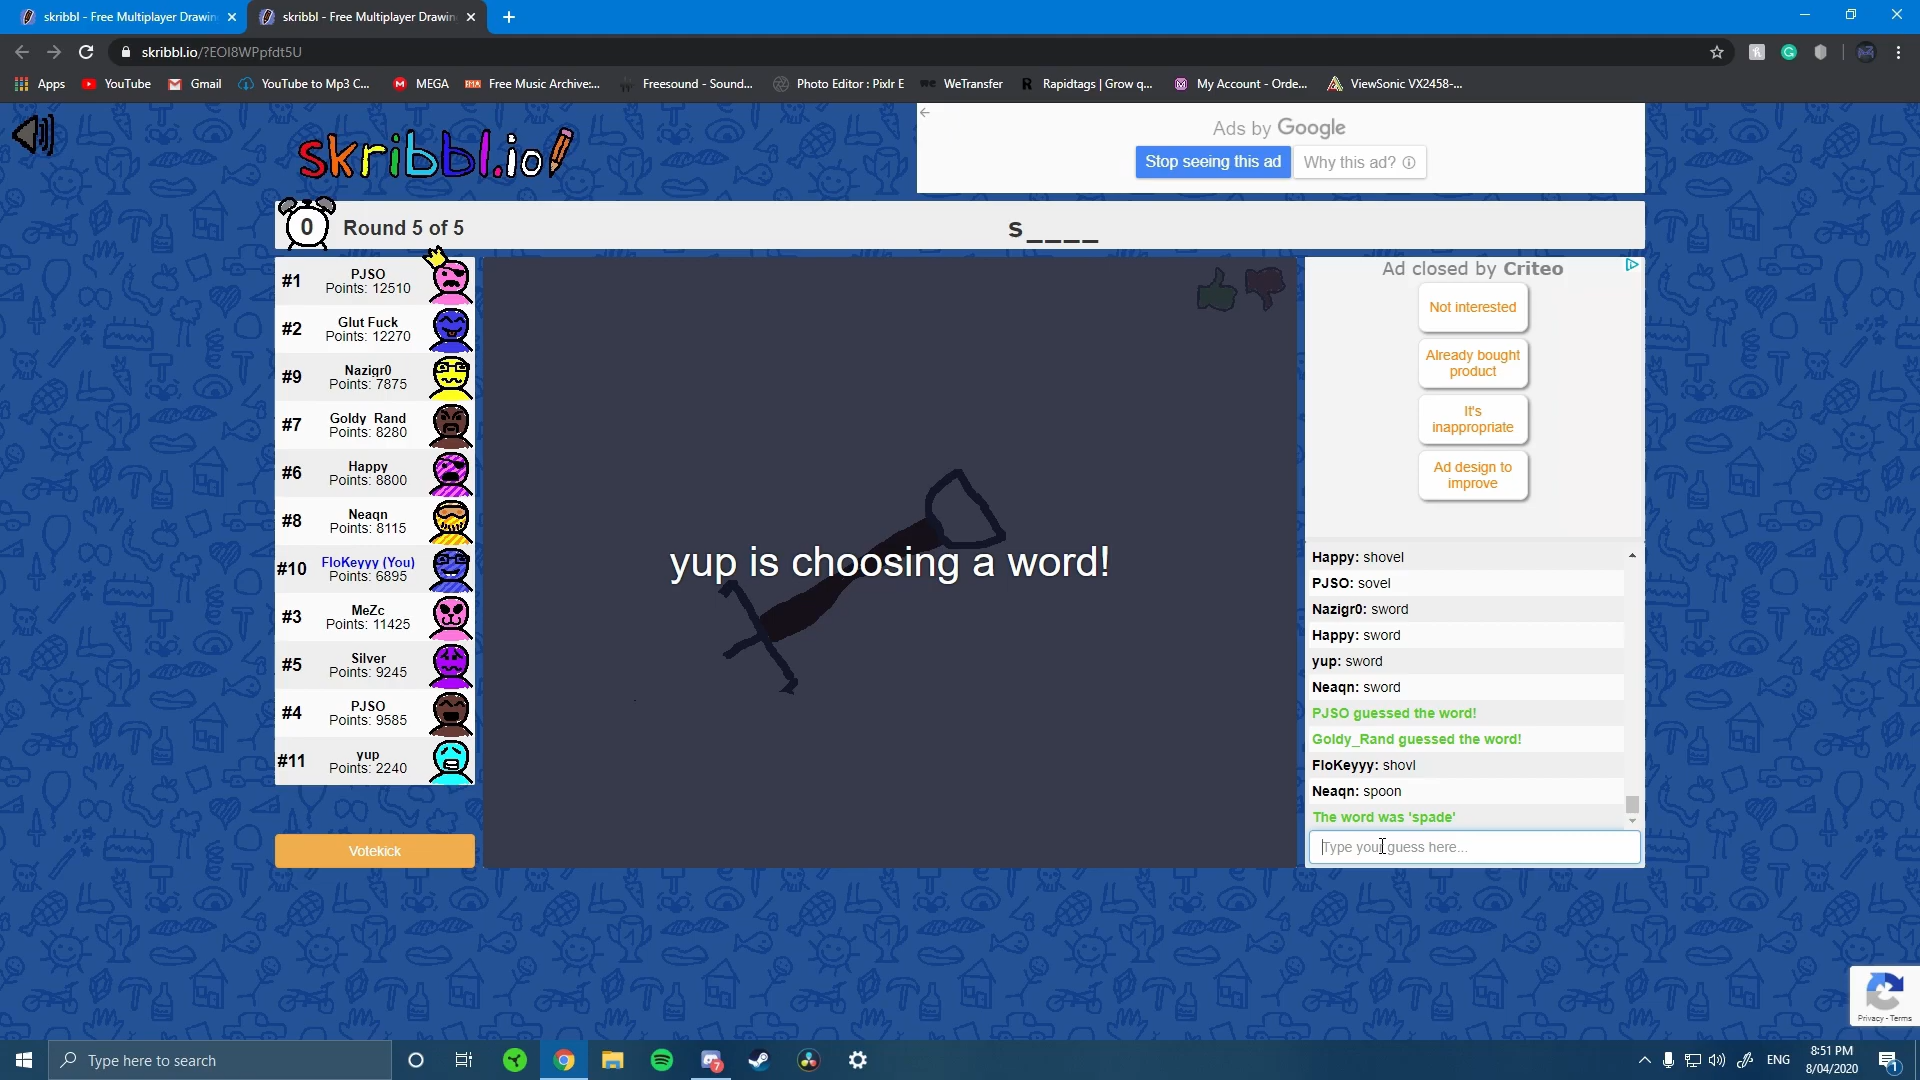 skribbl - Free Multiplayer Drawin
skribbl - Free Multiplayer Drawin
skribbl.io/?EOI8WPpfdt5U
Apps
YouTube
Gmail
YouTube to Mp3 C...
MEGA
Free Music Archive:...
Freesound - Sound...
Photo Editor : Pixlr E
we WeTransfer
R Rapidtags | Grow q...
My Account - Orde...
ViewSonic VX2458-...
skribbl.io
Ads by Google
Stop seeing this ad
Why this ad?
0
Round 5 of 5
s____
#1
PJSO
Points: 12510
#2
Glut Fuck
Points: 12270
#9
Nazigr0
Points: 7875
#7
Goldy_Rand
Points: 8280
#6
Happy
Points: 8800
#8
Neaqn
Points: 8115
#10
FloKeyyy (You)
Points: 6895
#3
MeZc
Points: 11425
#5
Silver
Points: 9245
#4
PJSO
Points: 9585
#11
yup
Points: 2240
Votekick
yup is choosing a word!
Ad closed by Criteo
Not interested
Already bought
product
It's
inappropriate
Ad design to
improve
Happy: shovel
PJSO: sovel
Nazigr0: sword
Happy: sword
yup: sword
Neaqn: sword
PJSO guessed the word!
Goldy_Rand guessed the word!
FloKeyyy: shovl
Neaqn: spoon
The word was 'spade'
Type your guess here...
Privacy - Terms
Type here to search
7
ENG
8:51 PM
8/04/2020
1